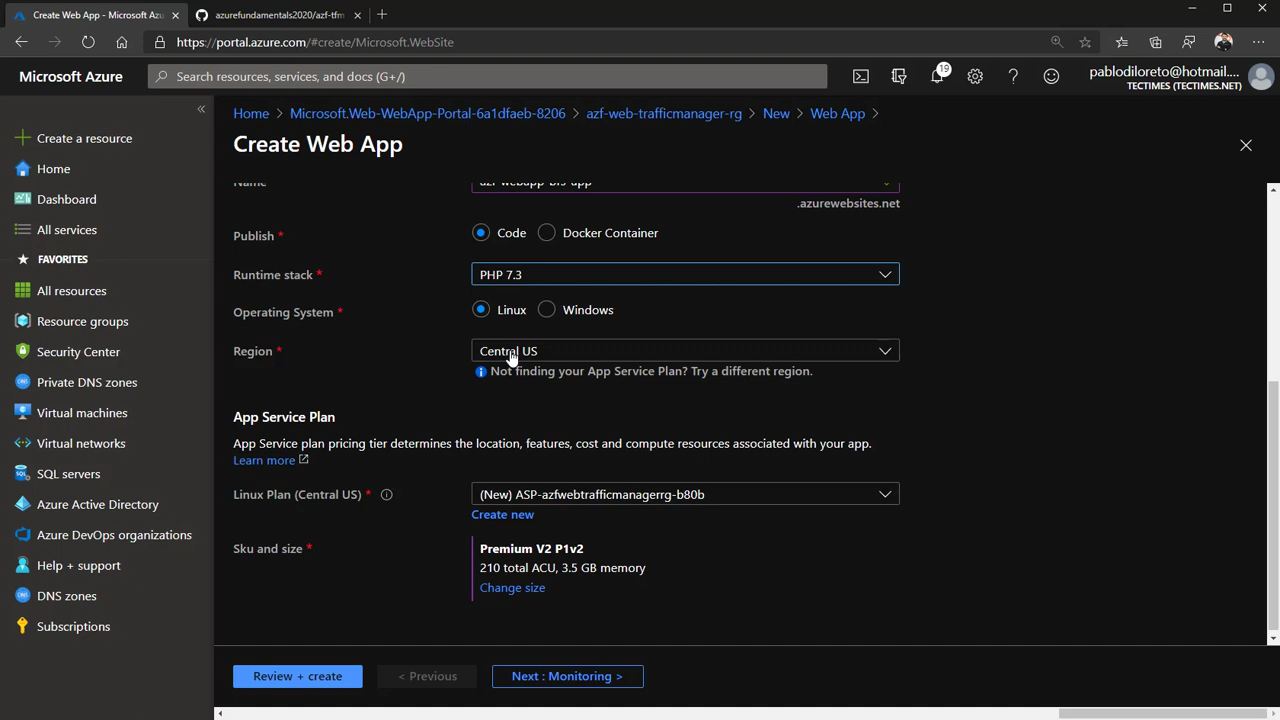 Create Web App - Microsoft Azu
azurefundamentals2020/azf-tfm
https://portal.azure.com/#create/Microsoft.WebSite
Microsoft Azure
Search resources, services, and docs (G+/)
19
pablodiloreto@hotmail....
TECTIMES (TECTIMES.NET)
Create a resource
Home
Dashboard
All services
FAVORITES
All resources
Resource groups
Security Center
Private DNS zones
Virtual machines
Virtual networks
SQL servers
Azure Active Directory
Azure DevOps organizations
Help + support
DNS zones
Subscriptions
Home > Microsoft.Web-WebApp-Portal-6a1dfaeb-8206 > azf-web-trafficmanager-rg > New > Web App >
Create Web App
Name
.azurewebsites.net
Publish *
Code
Docker Container
Runtime stack *
PHP 7.3
Operating System *
Linux
Windows
Region *
Central US
Not finding your App Service Plan? Try a different region.
App Service Plan
App Service plan pricing tier determines the location, features, cost and compute resources associated with your app.
Learn more
Linux Plan (Central US) *
(New) ASP-azfwebtrafficmanagerrg-b80b
Create new
Sku and size *
Premium V2 P1v2
210 total ACU, 3.5 GB memory
Change size
Review + create
< Previous
Next : Monitoring >